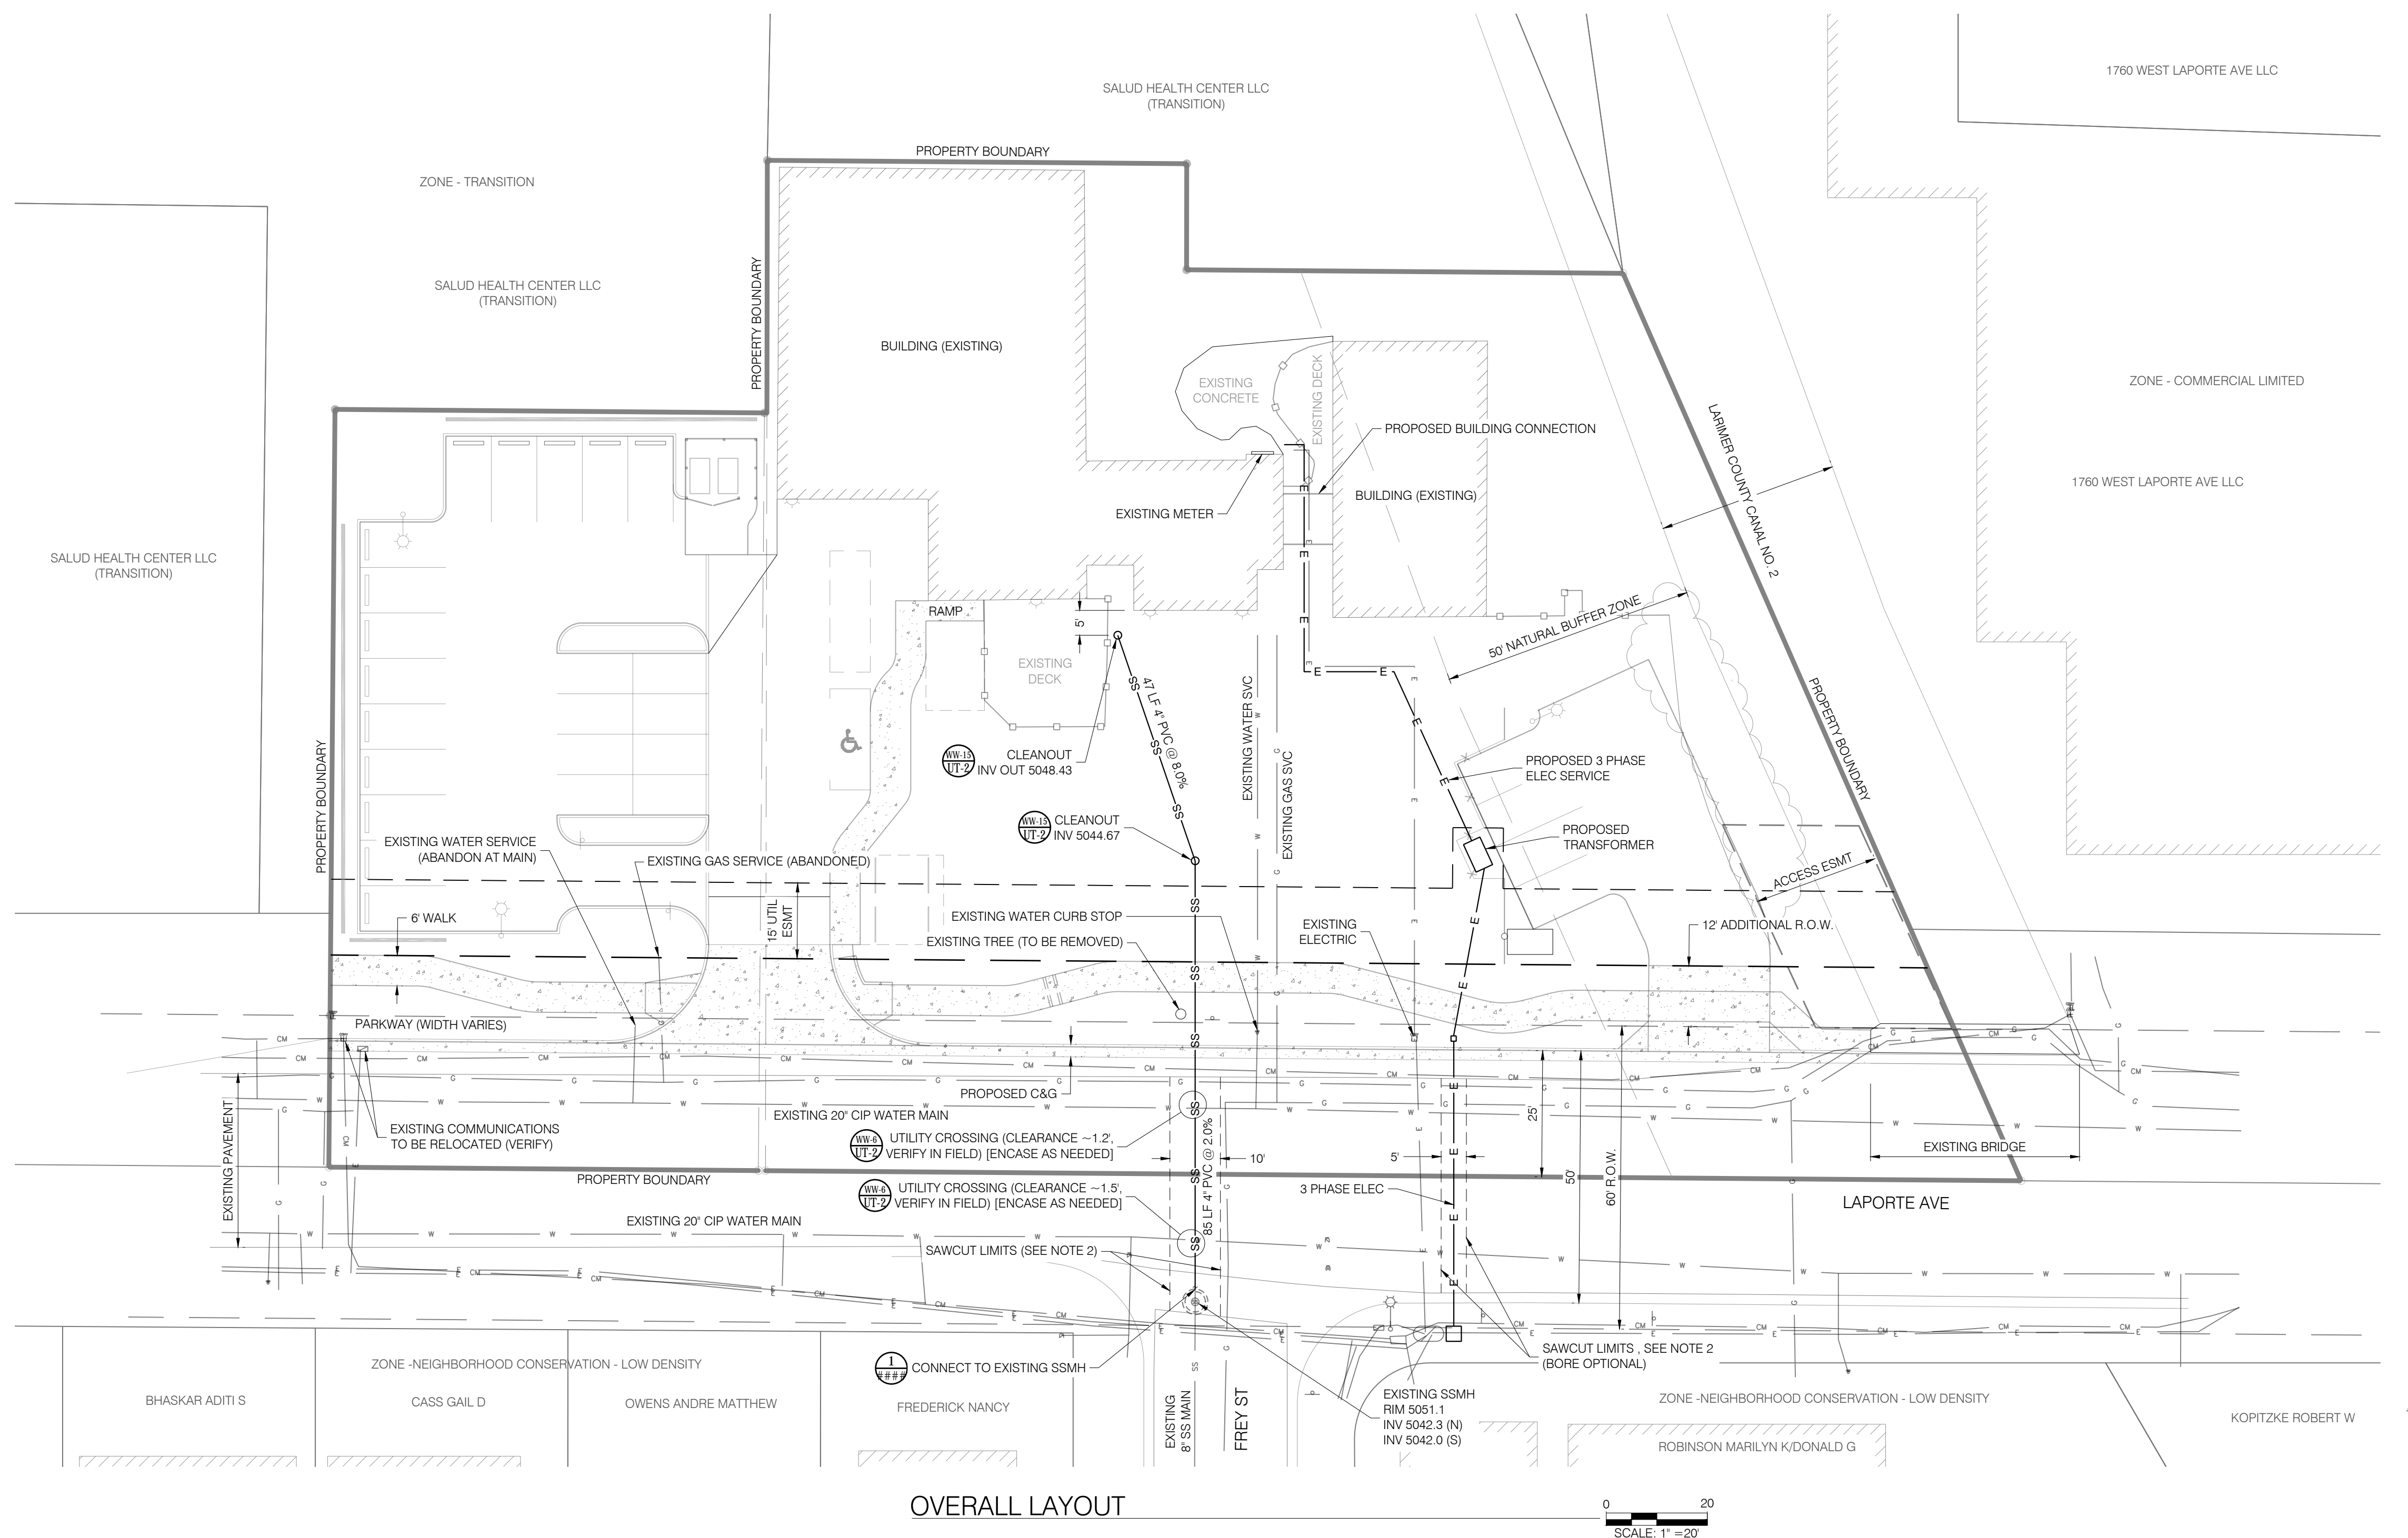 SALUD HEALTH CENTER LLC
(TRANSITION)
1760 WEST LAPORTE AVE LLC
PROPERTY BOUNDARY
ZONE - TRANSITION
SALUD HEALTH CENTER LLC
(TRANSITION)
PROPERTY BOUNDARY
BUILDING (EXISTING)
EXISTING
CONCRETE
EXISTING DECK
ZONE - COMMERCIAL LIMITED
LARIMER COUNTY CANAL NO. 2
PROPOSED BUILDING CONNECTION
1760 WEST LAPORTE AVE LLC
BUILDING (EXISTING)
EXISTING METER
SALUD HEALTH CENTER LLC
(TRANSITION)
RAMP
5'
50' NATURAL BUFFER ZONE
EXISTING
DECK
47 LF 4" PVC @ 8.0%
EXISTING WATER SVC
EXISTING GAS SVC
PROPERTY BOUNDARY
PROPERTY BOUNDARY
WW-15
UT-2
CLEANOUT
INV OUT 5048.43
PROPOSED 3 PHASE
ELEC SERVICE
WW-15
UT-2
CLEANOUT
INV 5044.67
PROPOSED
TRANSFORMER
EXISTING WATER SERVICE
(ABANDON AT MAIN)
EXISTING GAS SERVICE (ABANDONED)
ACCESS ESMT
6' WALK
15' UTIL
ESMT
EXISTING WATER CURB STOP
EXISTING
ELECTRIC
12' ADDITIONAL R.O.W.
EXISTING TREE (TO BE REMOVED)
PARKWAY (WIDTH VARIES)
PROPOSED C&G
EXISTING 20" CIP WATER MAIN
EXISTING PAVEMENT
EXISTING COMMUNICATIONS
TO BE RELOCATED (VERIFY)
WW-6
UT-2
UTILITY CROSSING (CLEARANCE ~1.2',
VERIFY IN FIELD) [ENCASE AS NEEDED]
85 LF 4" PVC @ 2.0%
10'
5'
25'
50'
60' R.O.W.
EXISTING BRIDGE
PROPERTY BOUNDARY
WW-6
UT-2
UTILITY CROSSING (CLEARANCE ~1.5',
VERIFY IN FIELD) [ENCASE AS NEEDED]
3 PHASE ELEC
LAPORTE AVE
EXISTING 20" CIP WATER MAIN
SAWCUT LIMITS (SEE NOTE 2)
SAWCUT LIMITS , SEE NOTE 2
(BORE OPTIONAL)
1
####
CONNECT TO EXISTING SSMH
ZONE -NEIGHBORHOOD CONSERVATION - LOW DENSITY
BHASKAR ADITI S
CASS GAIL D
OWENS ANDRE MATTHEW
FREDERICK NANCY
EXISTING
8" SS MAIN
FREY ST
EXISTING SSMH
RIM 5051.1
INV 5042.3 (N)
INV 5042.0 (S)
ZONE -NEIGHBORHOOD CONSERVATION - LOW DENSITY
KOPITZKE ROBERT W
ROBINSON MARILYN K/DONALD G
OVERALL LAYOUT
0 20
SCALE: 1" =20'